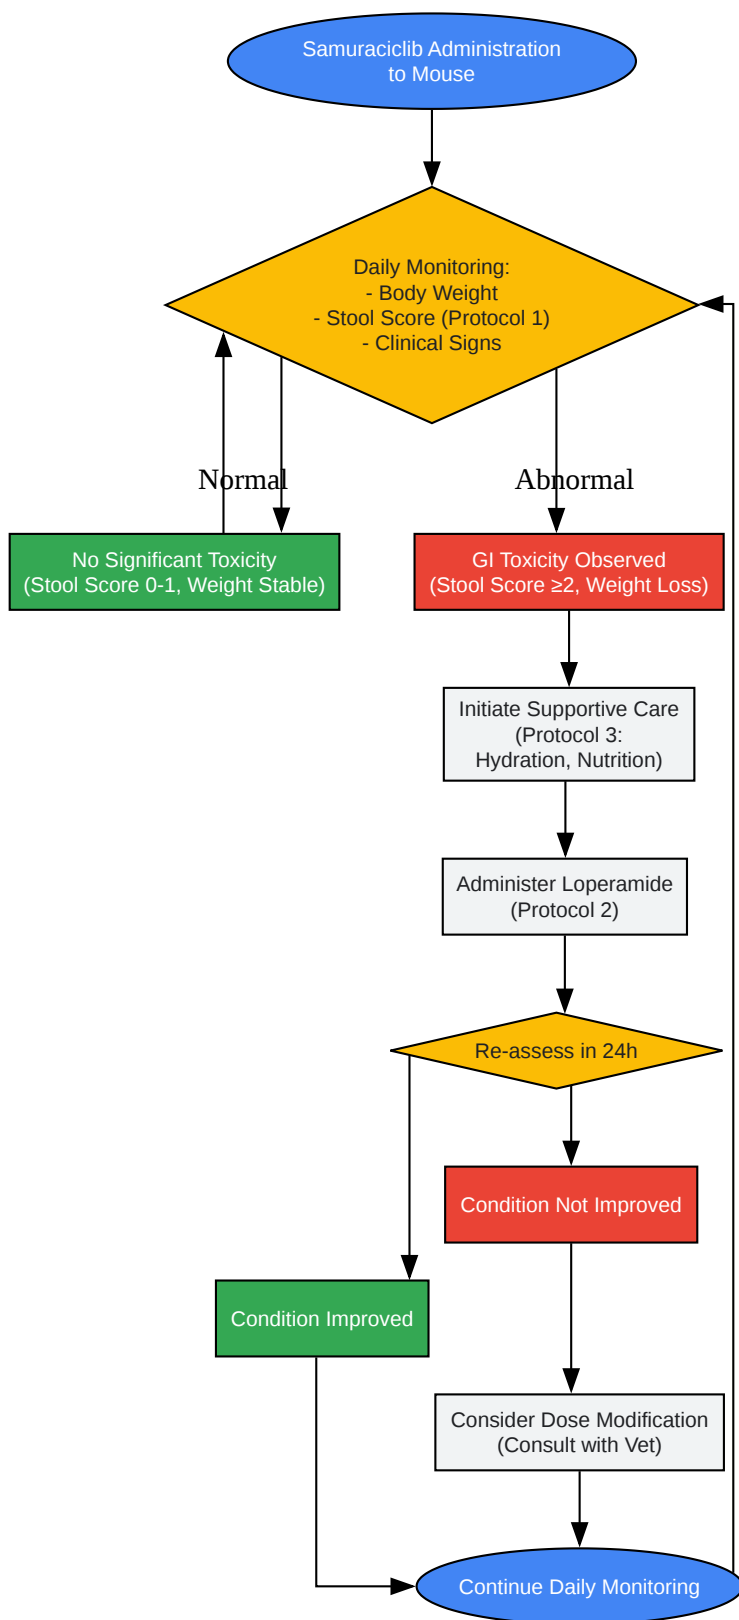 Samuraciclib Administration
to Mouse
Daily Monitoring:
- Body Weight
- Stool Score (Protocol 1)
- Clinical Signs
Normal
Abnormal
No Significant Toxicity
(Stool Score 0-1, Weight Stable)
GI Toxicity Observed
(Stool Score ≥2, Weight Loss)
Initiate Supportive Care
(Protocol 3:
Hydration, Nutrition)
Administer Loperamide
(Protocol 2)
Re-assess in 24h
Condition Not Improved
Condition Improved
Consider Dose Modification
(Consult with Vet)
Continue Daily Monitoring